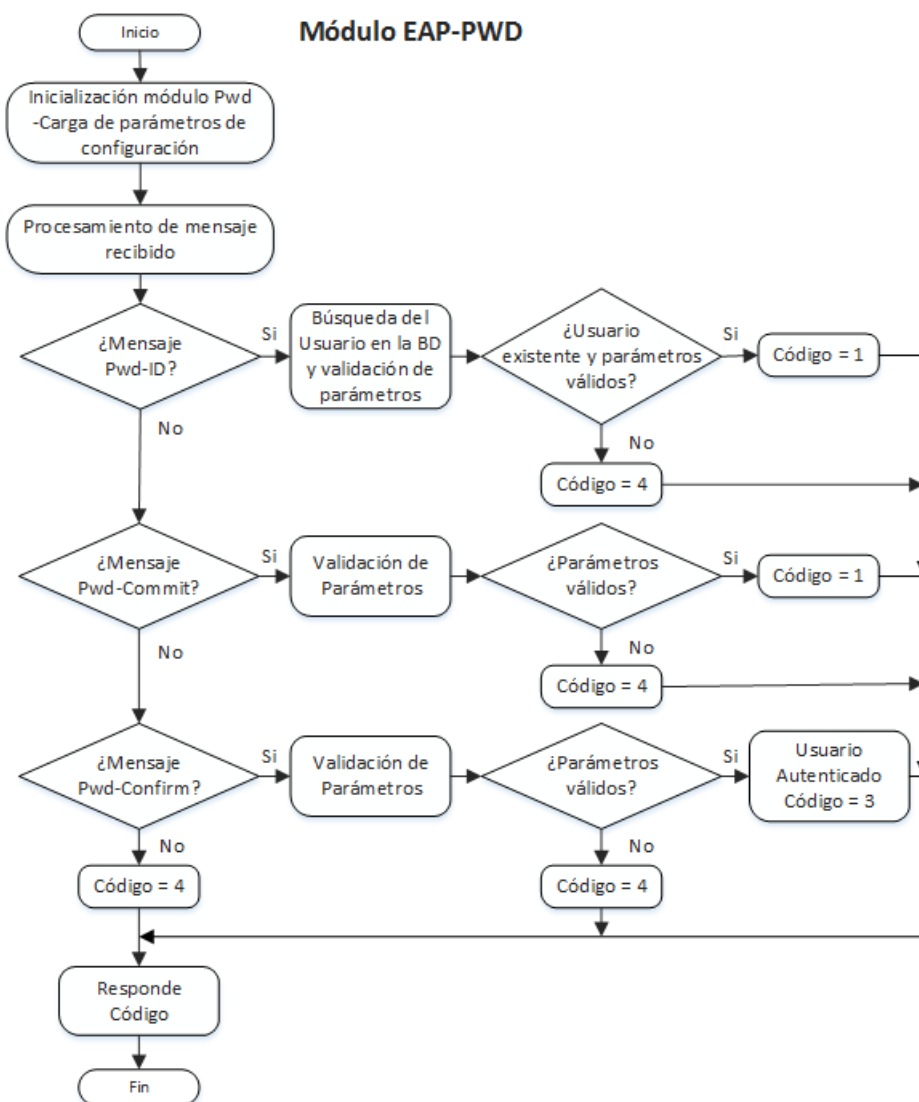 Módulo EAP-PWD
Inicio
Inicialización módulo Pwd
-Carga de parámetros de
configuración
Procesamiento de mensaje
recibido
¿Mensaje
Pwd-ID?
Si
Búsqueda del
Usuario en la BD
y validación de
parámetros
¿Usuario
existente y parámetros
válidos?
Si
Código = 1
No
Código = 4
No
¿Mensaje
Pwd-Commit?
Si
Validación de
Parámetros
¿Parámetros
válidos?
Si
Código = 1
No
Código = 4
No
¿Mensaje
Pwd-Confirm?
Si
Validación de
Parámetros
¿Parámetros
válidos?
Si
Usuario
Autenticado
Código = 3
No
Código = 4
No
Código = 4
Responde
Código
Fin